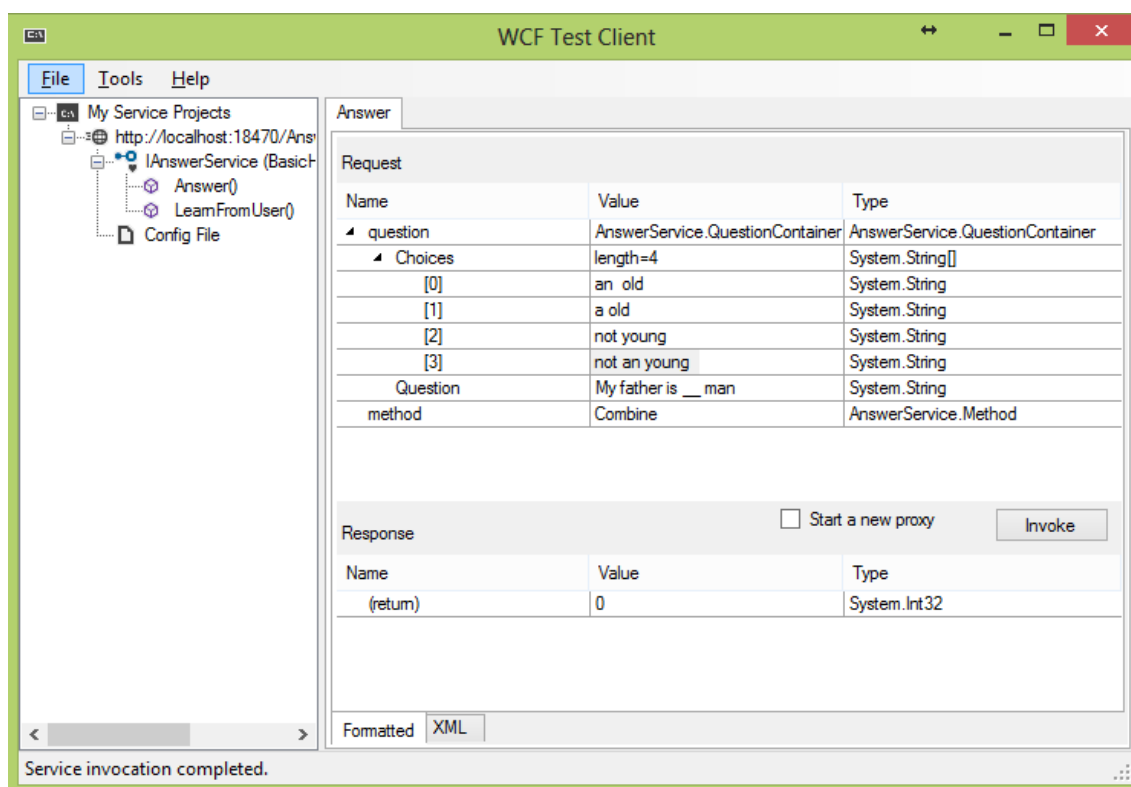 WCF Test Client
File Tools Help
My Service Projects
http://localhost:18470/Ans
IAnswerService (BasicH
Answer()
LearnFromUser()
Config File
Answer
Request
Name Value Type
question AnswerService.QuestionContainer AnswerService.QuestionContainer
Choices length=4 System.String[]
[0] an  old System.String
[1] a old System.String
[2] not young System.String
[3] not an young System.String
Question My father is __ man System.String
method Combine AnswerService.Method
Response Start a new proxy Invoke
Name Value Type
(return) 0 System.Int32
Formatted XML
Service invocation completed.